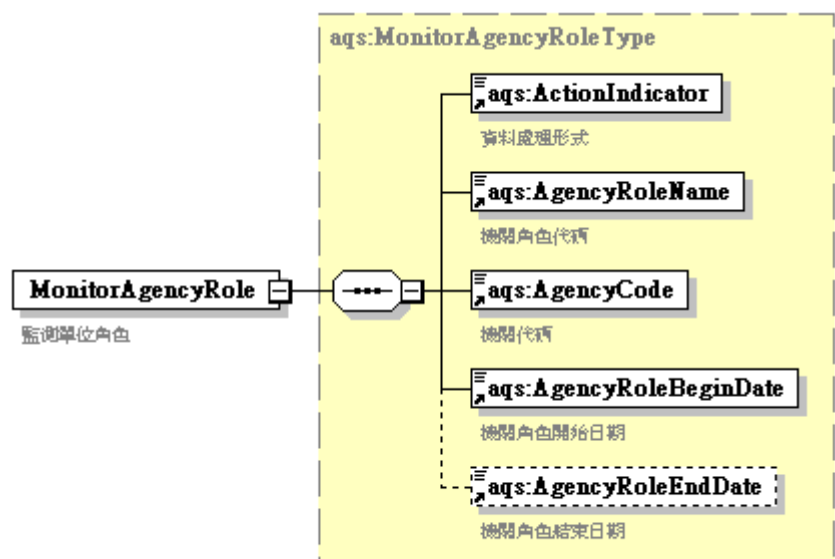 aqs:MonitorAgencyRoleType
aqs:ActionIndicator
資料處理形式
aqs:AgencyRoleName
機關角色代碼
MonitorAgencyRole
監測單位角色
aqs:AgencyCode
機關代碼
aqs:AgencyRoleBeginDate
機關角色開始日期
aqs:AgencyRoleEndDate
機關角色結束日期